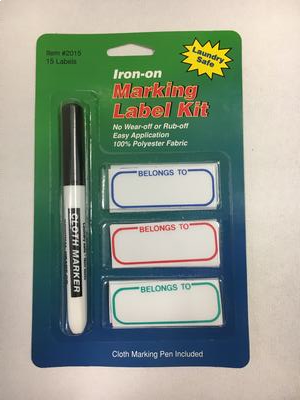 Item #2015
15 Labels
Laundry
Safe
Iron-on
Marking
Label Kit
No Wear-off or Rub-off
Easy Application
100% Polyester Fabric
BELONGS TO
BELONGS TO
BELONGS TO
CLOTH MARKER
Cloth Marking Pen Included